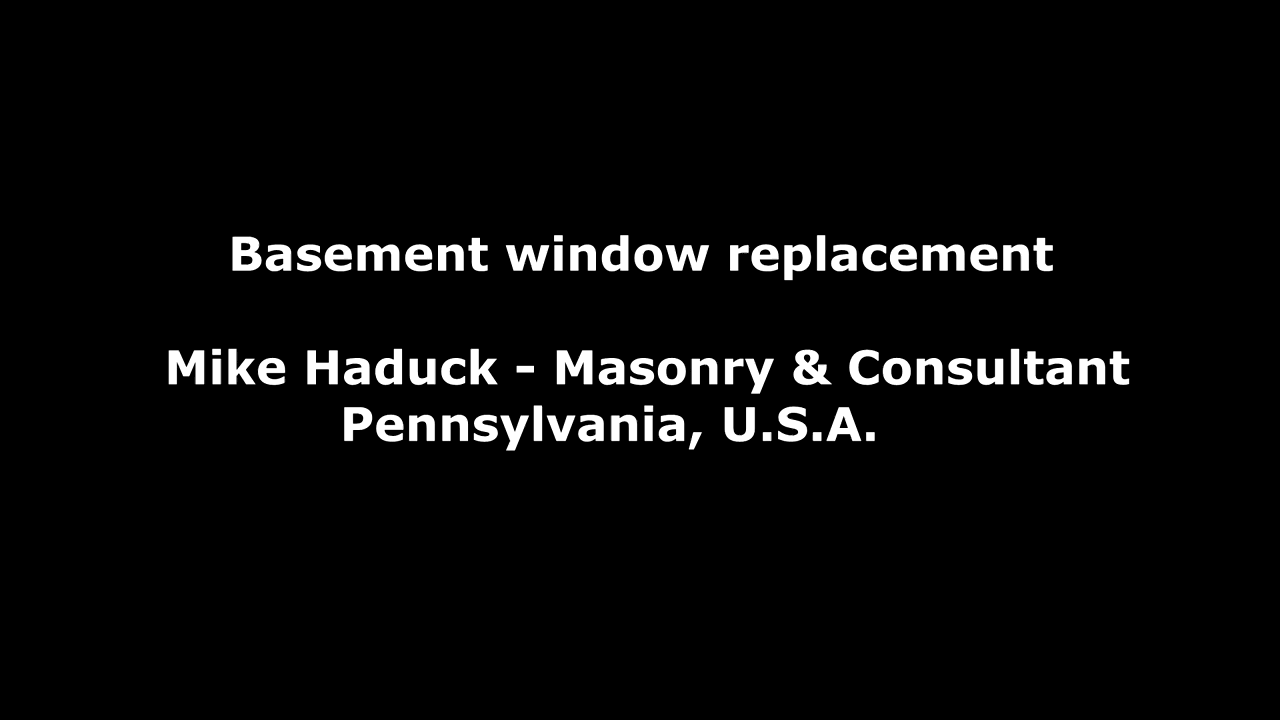 Basement window replacement
Mike Haduck - Masonry & Consultant
Pennsylvania, U.S.A.